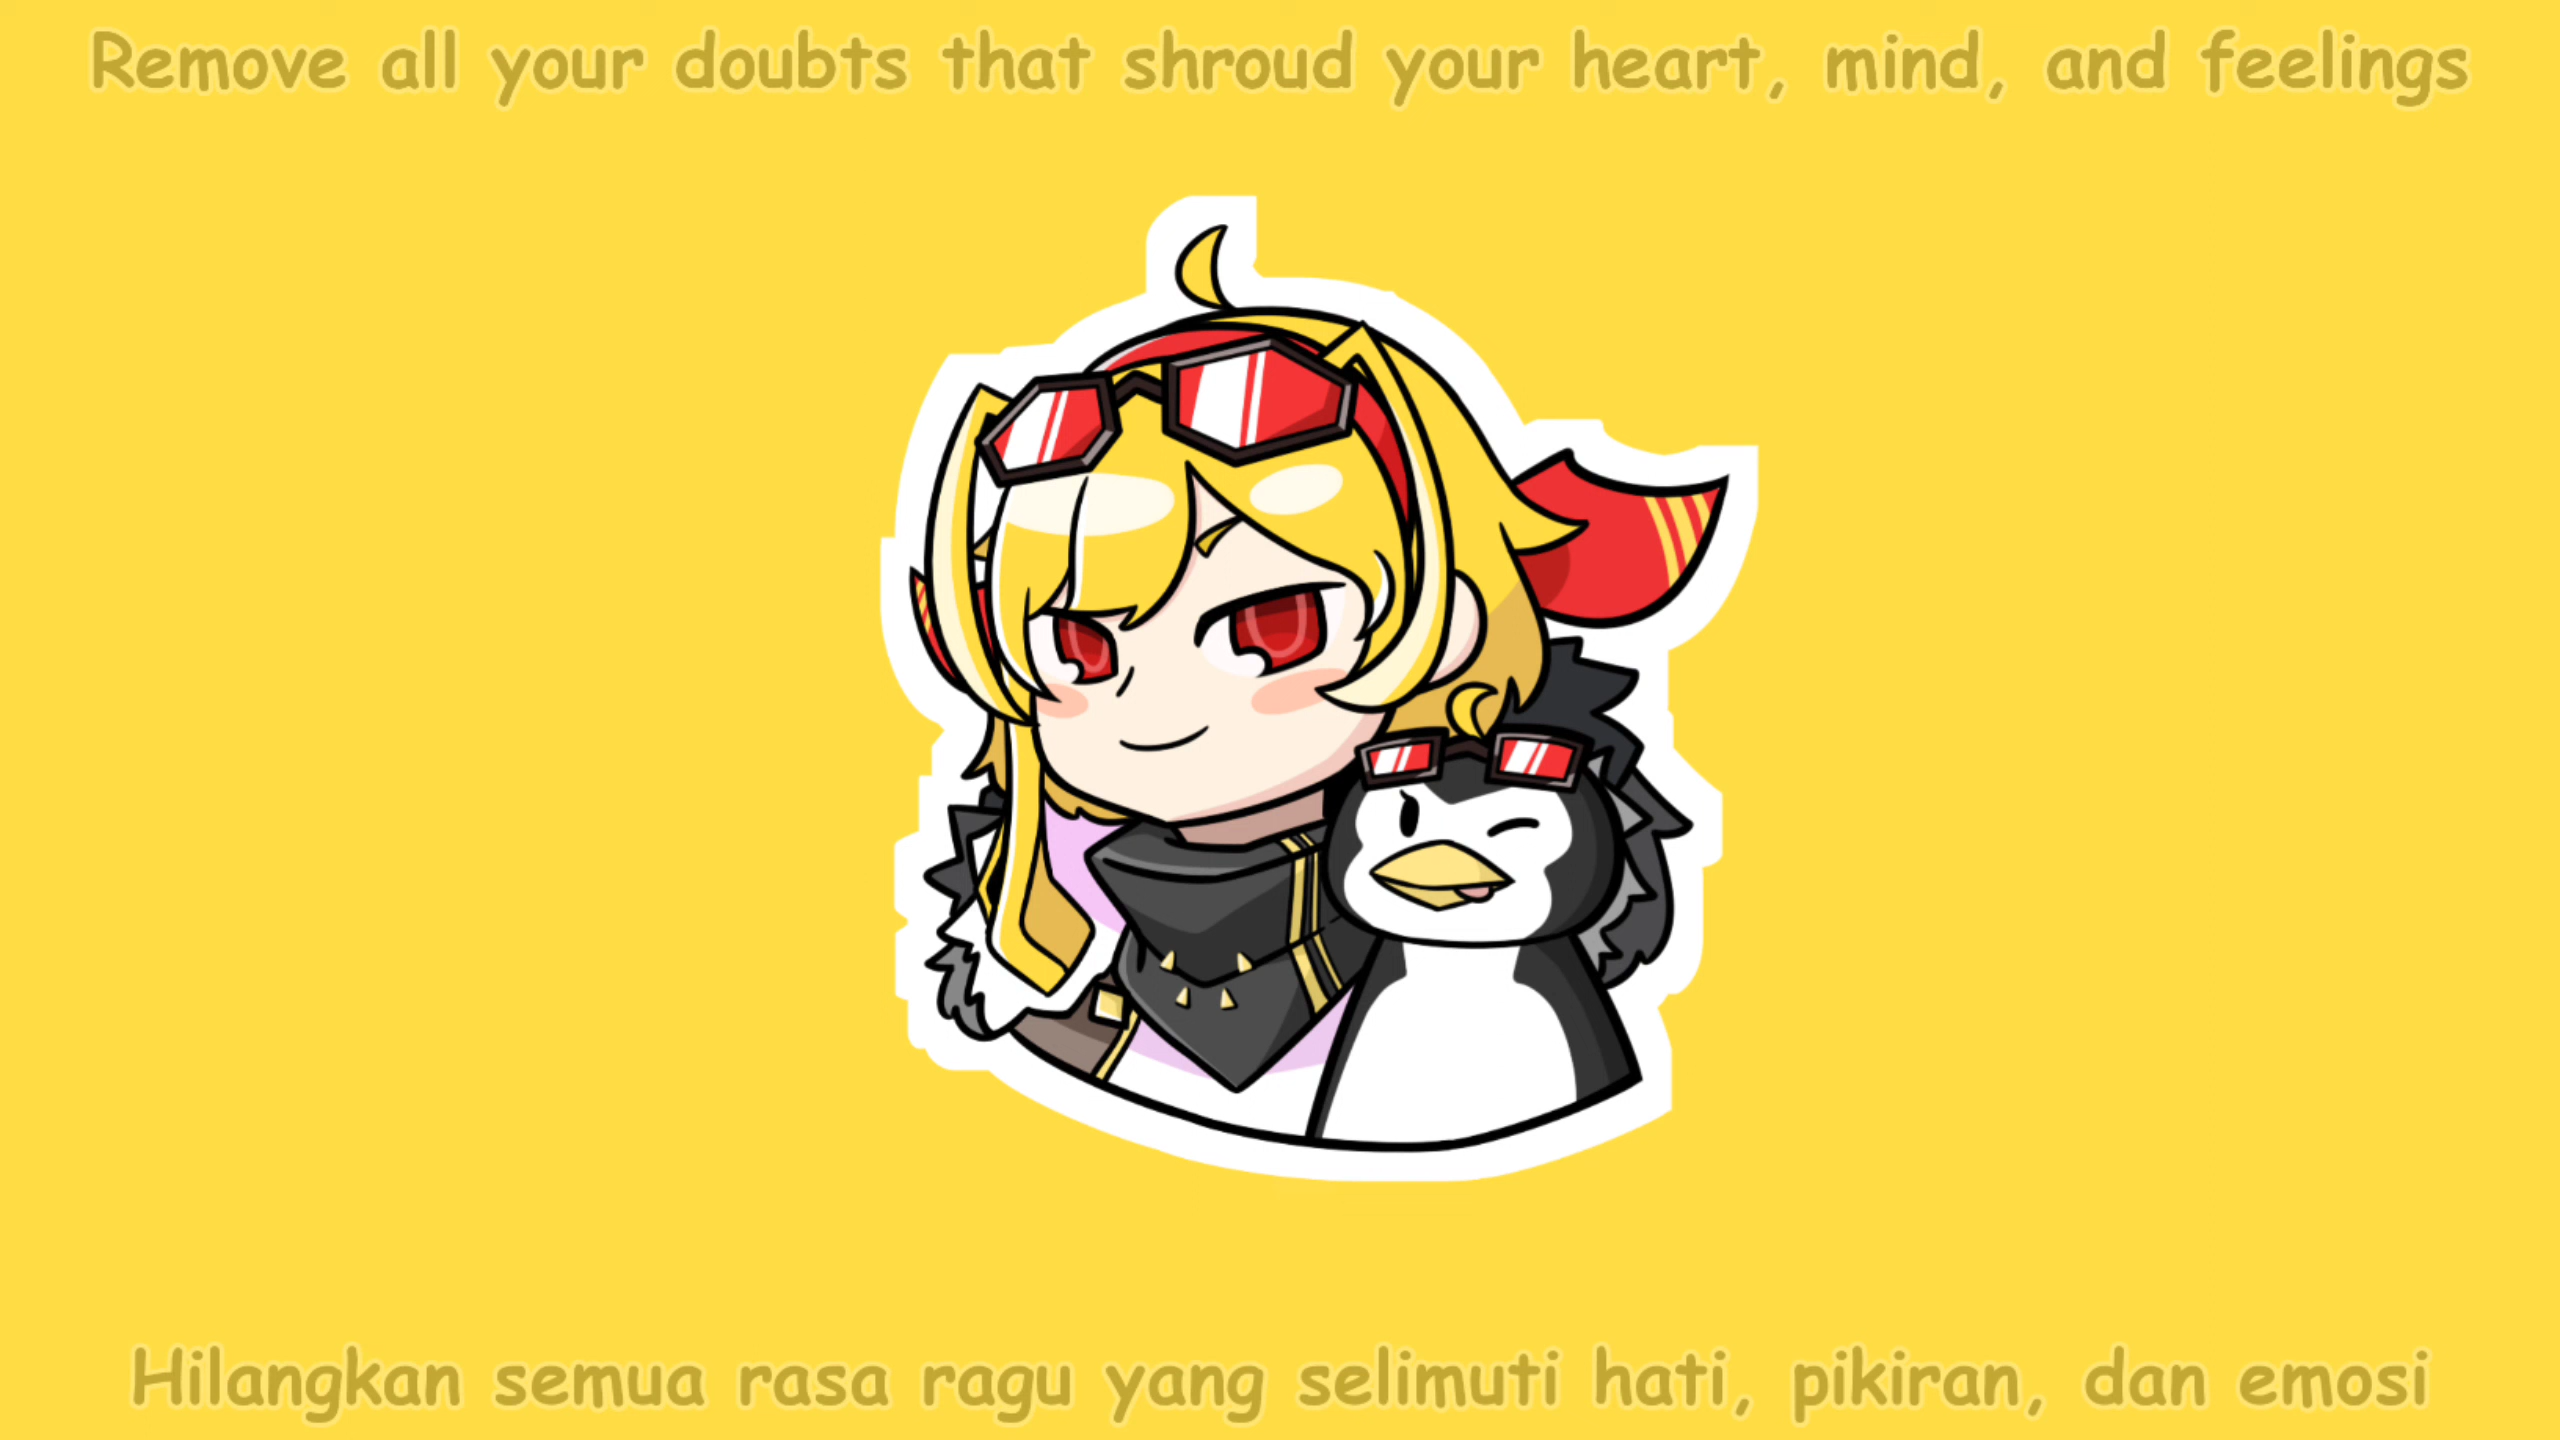 Remove all your doubts that shroud your heart, mind, and feelings
Hilangkan semua rasa ragu yang selimuti hati, pikiran, dan emosi